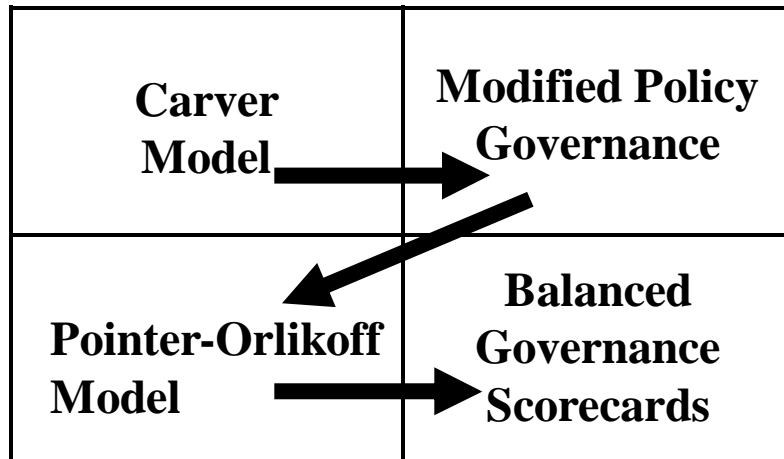 Carver
Model
Modified Policy
Governance
Pointer-Orlikoff
Model
Balanced
Governance
Scorecards